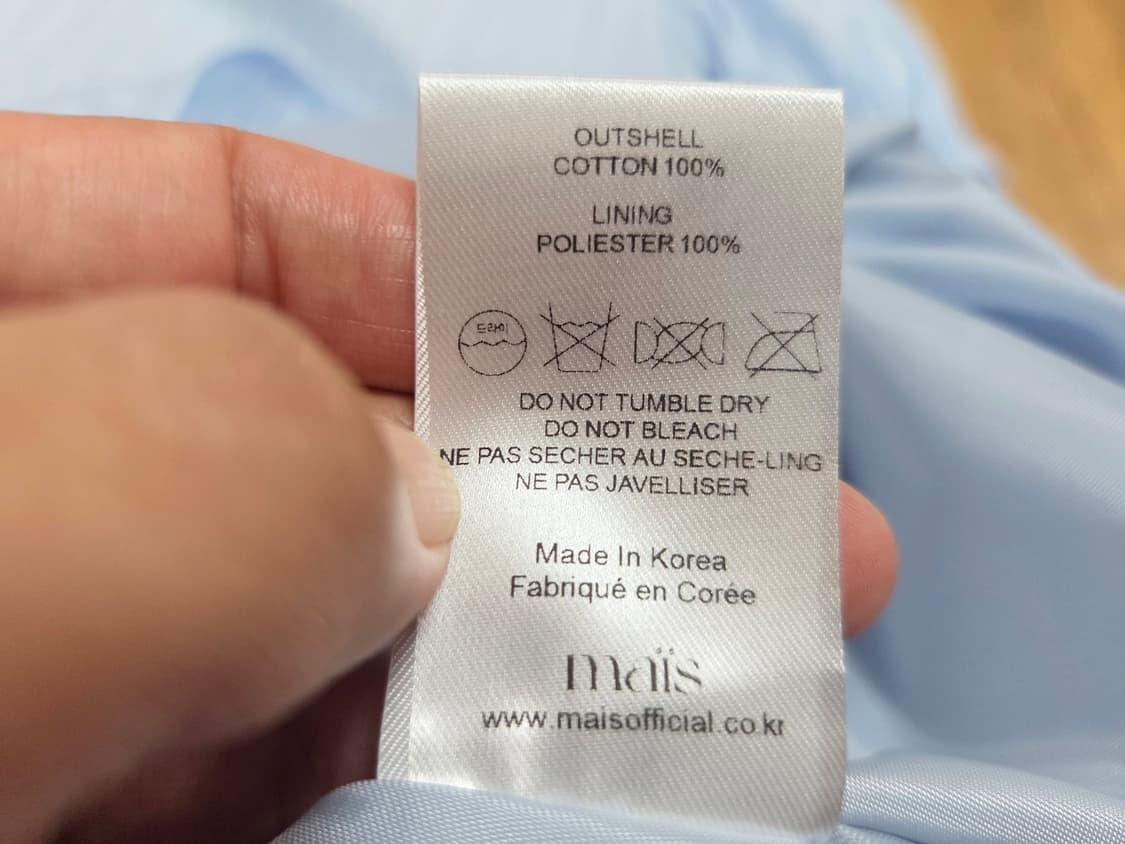 OUTSHELL
COTTON 100%
LINING
POLIESTER 100%
드라이
DO NOT TUMBLE DRY
DO NOT BLEACH
NE PAS SECHER AU SECHE-LING
NE PAS JAVELLISER
Made In Korea
Fabriqué en Corée
maïs
www.maisofficial.co.kr